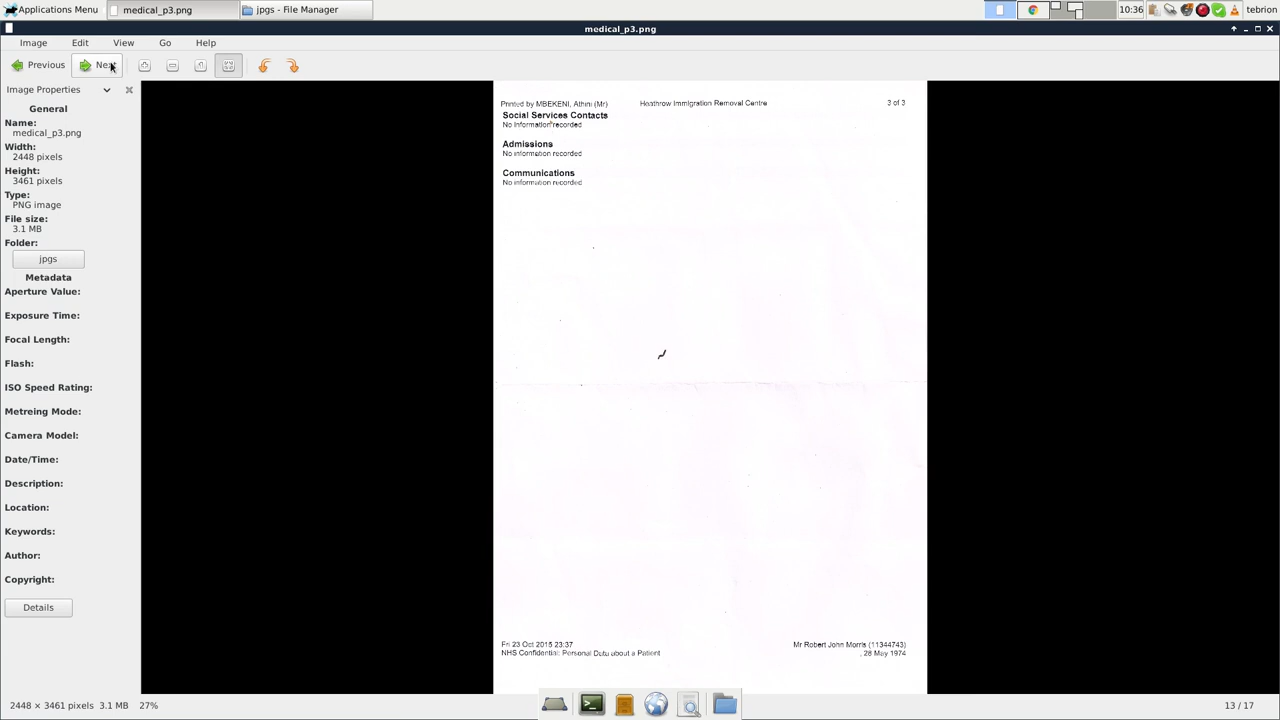 Applications Menu
medical_p3.png
jpgs - File Manager
10:36
tebrion
medical_p3.png
Image
Edit
View
Go
Help
Previous
Next
Image Properties
General
Name:
medical_p3.png
Width:
2448 pixels
Height:
3461 pixels
Type:
PNG image
File size:
3.1 MB
Folder:
jpgs
Metadata
Aperture Value:
Exposure Time:
Focal Length:
Flash:
ISO Speed Rating:
Metreing Mode:
Camera Model:
Date/Time:
Description:
Location:
Keywords:
Author:
Copyright:
Details
Printed by MBEKENI, Athini (Mr)
Heathrow Immigration Removal Centre
3 of 3
Social Services Contacts
No information recorded
Admissions
No information recorded
Communications
No information recorded
Fri 23 Oct 2015 23:37
NHS Confidential: Personal Data about a Patient
Mr Robert John Morris (11344743)
, 28 May 1974
2448 × 3461 pixels 3.1 MB 27%
13 / 17